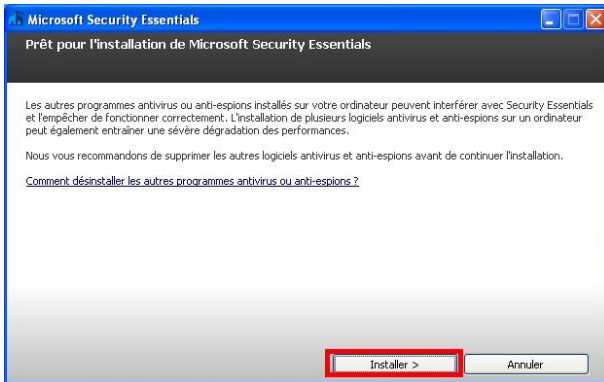 Microsoft Security Essentials
Prêt pour l'installation de Microsoft Security Essentials
Les autres programmes antivirus ou anti-espions installés sur votre ordinateur peuvent interférer avec Security Essentials
et l'empêcher de fonctionner correctement. L'installation de plusieurs logiciels antivirus et anti-espions sur un ordinateur
peut également entraîner une sévère dégradation des performances.
Nous vous recommandons de supprimer les autres logiciels antivirus et anti-espions avant de continuer l'installation.
Comment désinstaller les autres programmes antivirus ou anti-espions ?
Installer >
Annuler